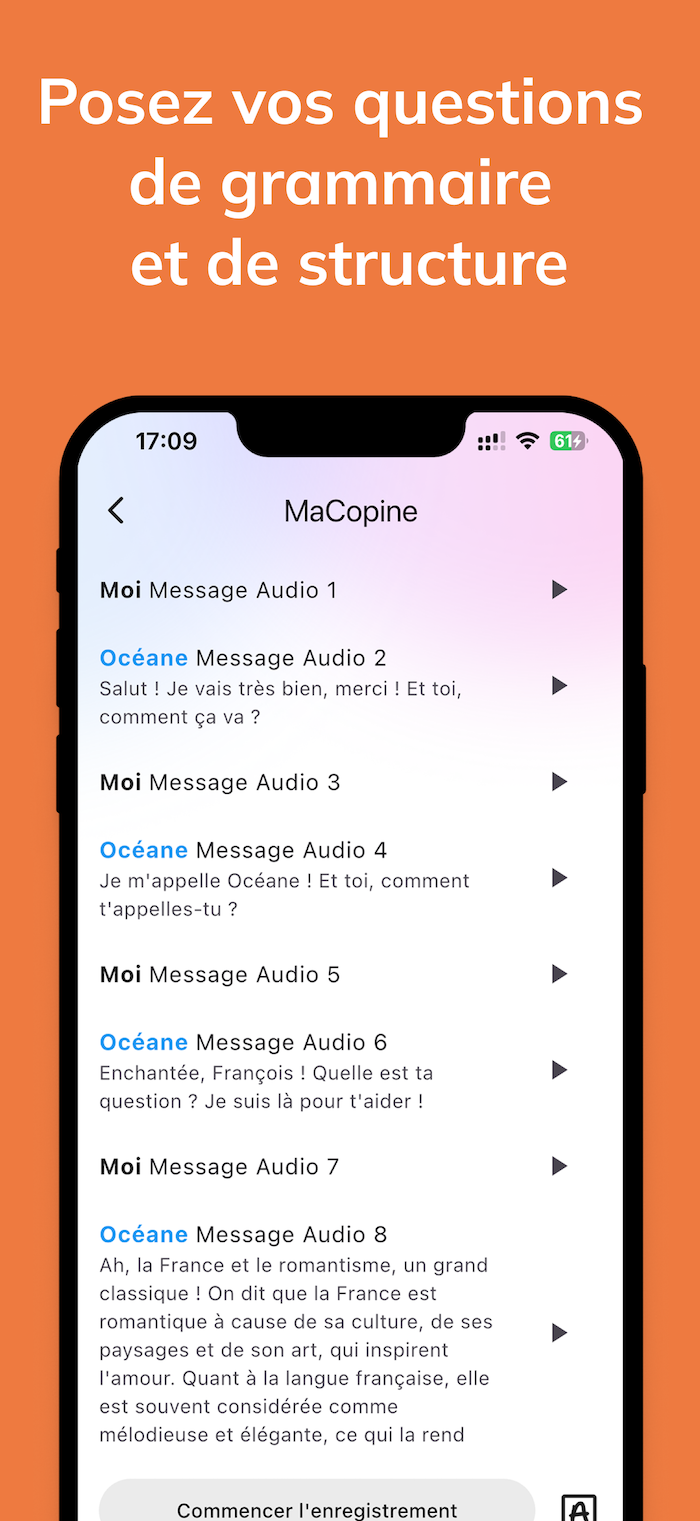 Posez vos questions
de grammaire
et de structure
17:09
61
MaCopine
Moi Message Audio 1
Océane Message Audio 2
Salut ! Je vais très bien, merci ! Et toi,
comment ça va ?
Moi Message Audio 3
Océane Message Audio 4
Je m'appelle Océane ! Et toi, comment
t'appelles-tu ?
Moi Message Audio 5
Océane Message Audio 6
Enchantée, François ! Quelle est ta
question ? Je suis là pour t'aider !
Moi Message Audio 7
Océane Message Audio 8
Ah, la France et le romantisme, un grand
classique ! On dit que la France est
romantique à cause de sa culture, de ses
paysages et de son art, qui inspirent
l'amour. Quant à la langue française, elle
est souvent considérée comme
mélodieuse et élégante, ce qui la rend
Commencer l'enregistrement
A